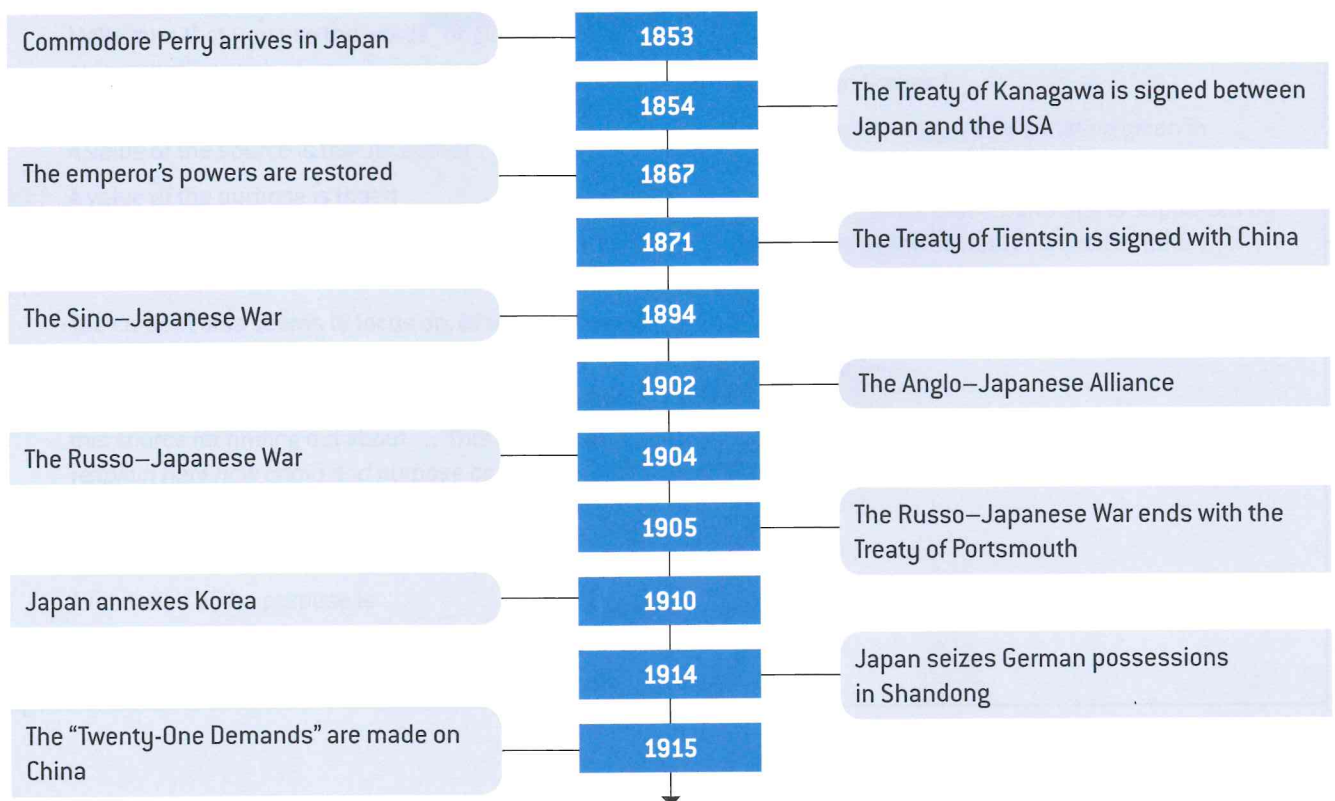 Commodore Perry arrives in Japan
1853
1854
The Treaty of Kanagawa is signed between
Japan and the USA
The emperor's powers are restored
1867
1871
The Treaty of Tientsin is signed with China
The Sino–Japanese War
1894
1902
The Anglo–Japanese Alliance
The Russo–Japanese War
1904
1905
The Russo–Japanese War ends with the
Treaty of Portsmouth
Japan annexes Korea
1910
1914
Japan seizes German possessions
in Shandong
The “Twenty-One Demands” are made on
China
1915